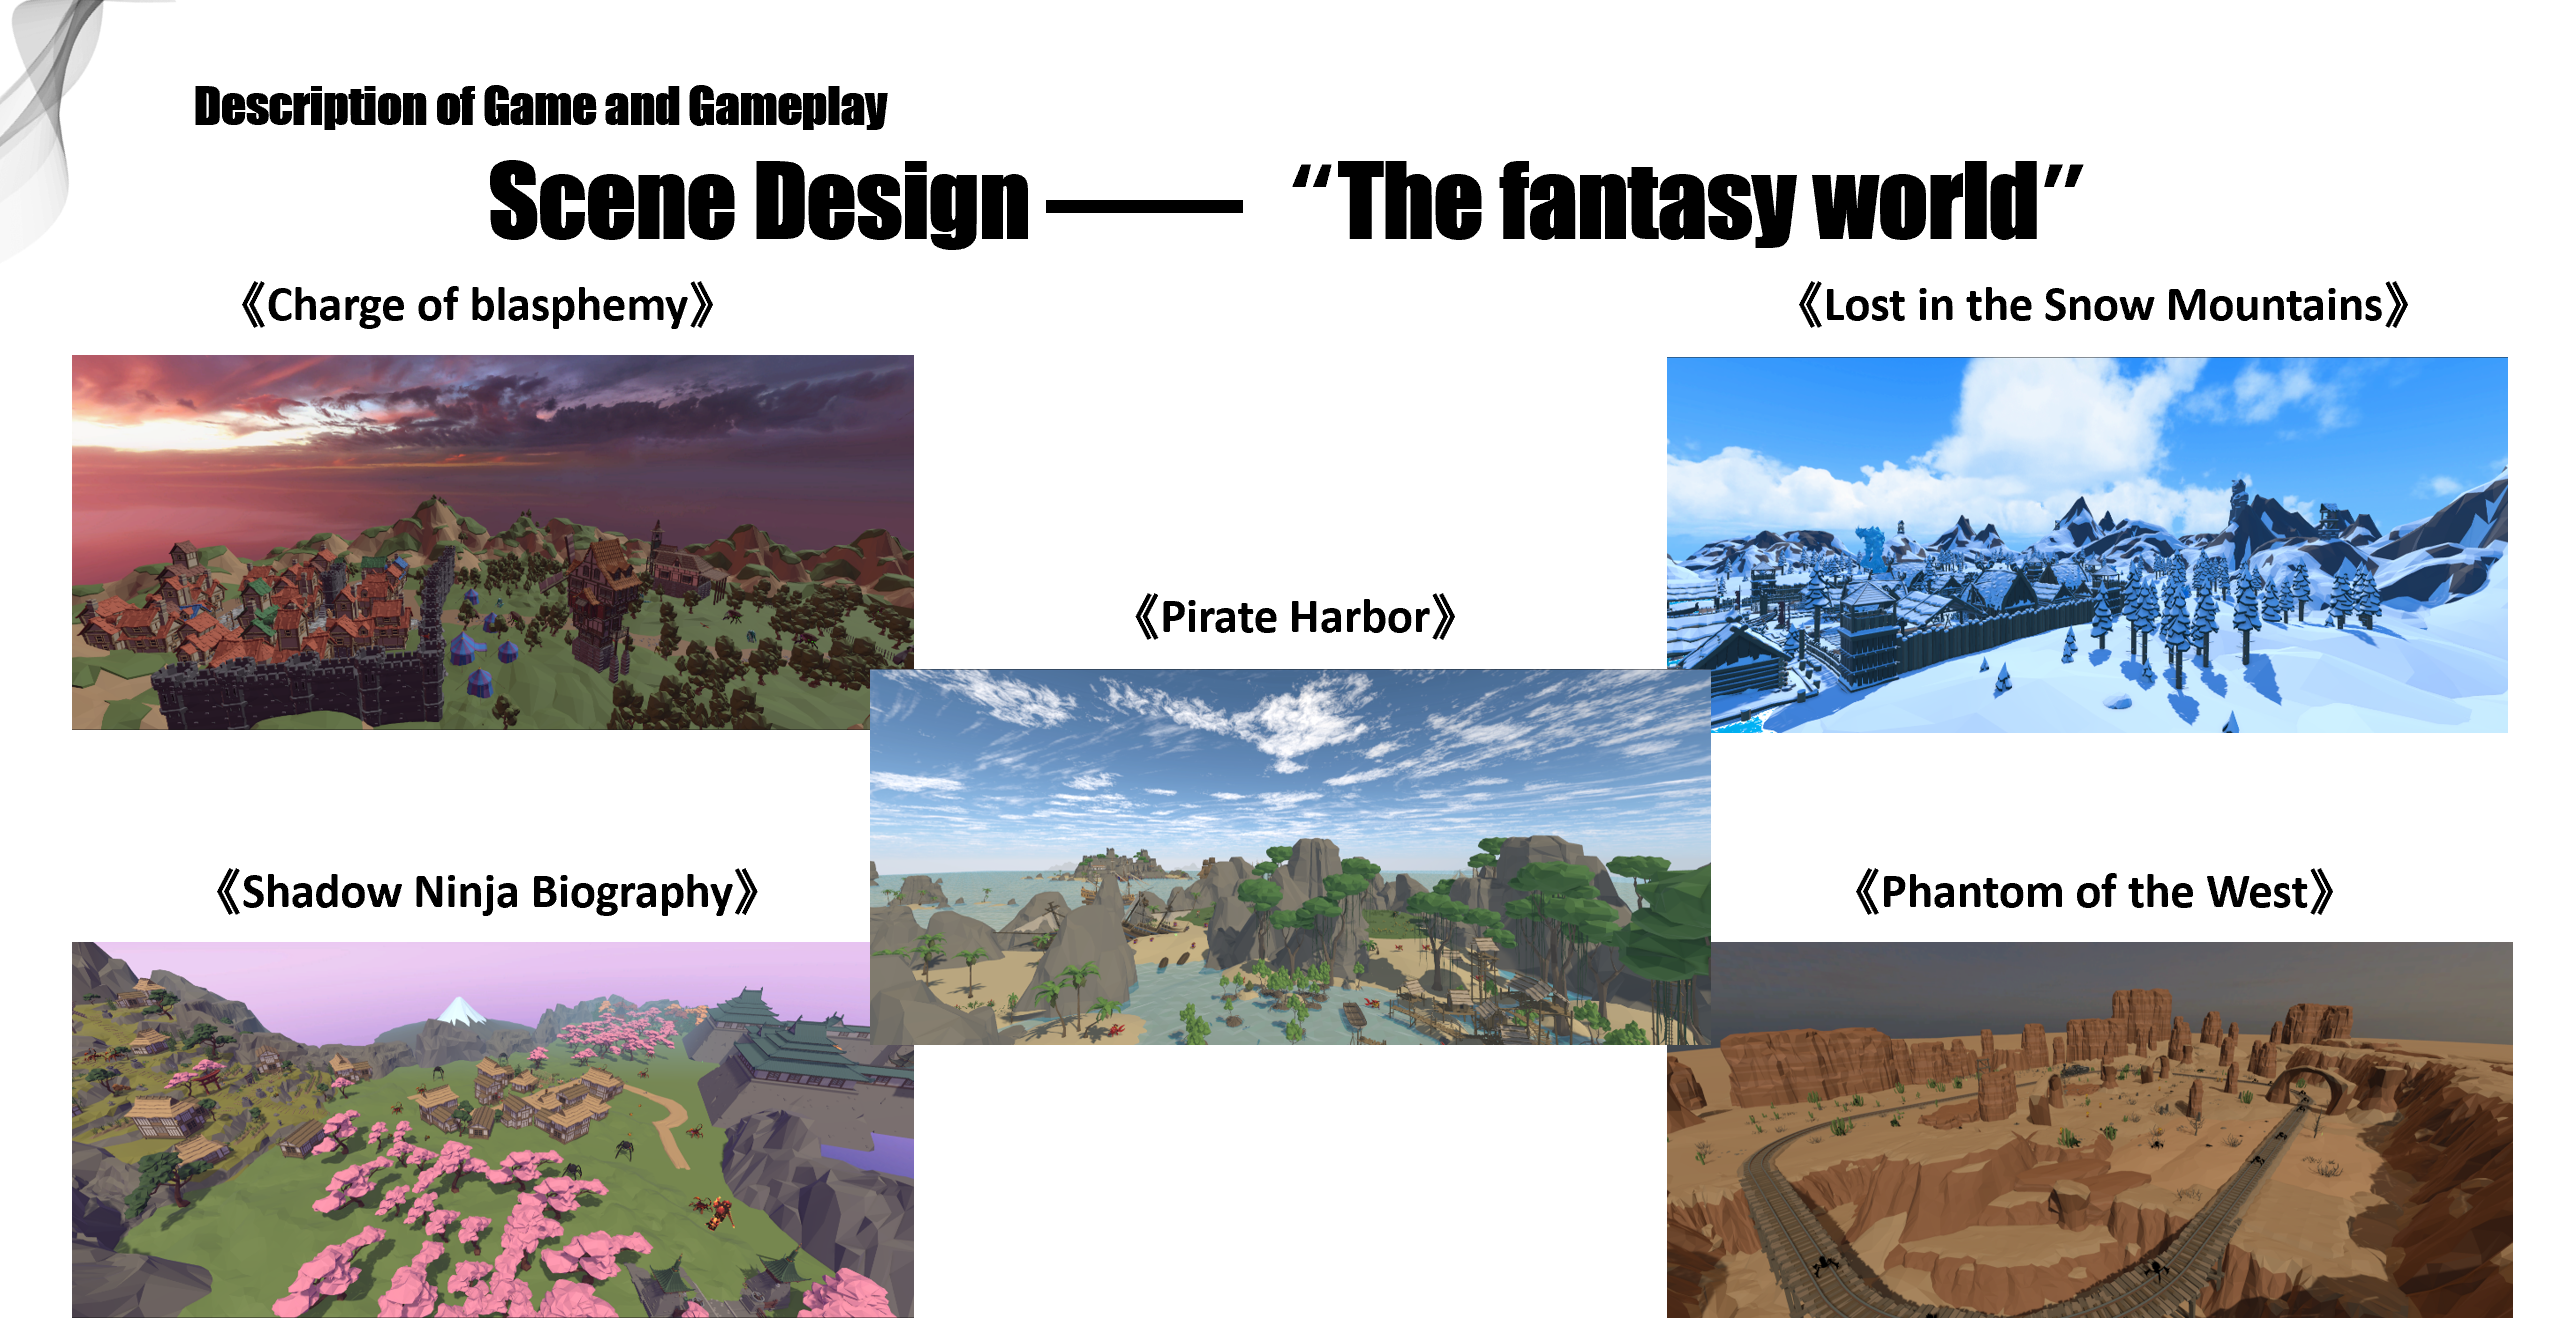 Description of Game and Gameplay
Scene Design —— “The fantasy world”
《Charge of blasphemy》
《Lost in the Snow Mountains》
《Pirate Harbor》
《Shadow Ninja Biography》
《Phantom of the West》